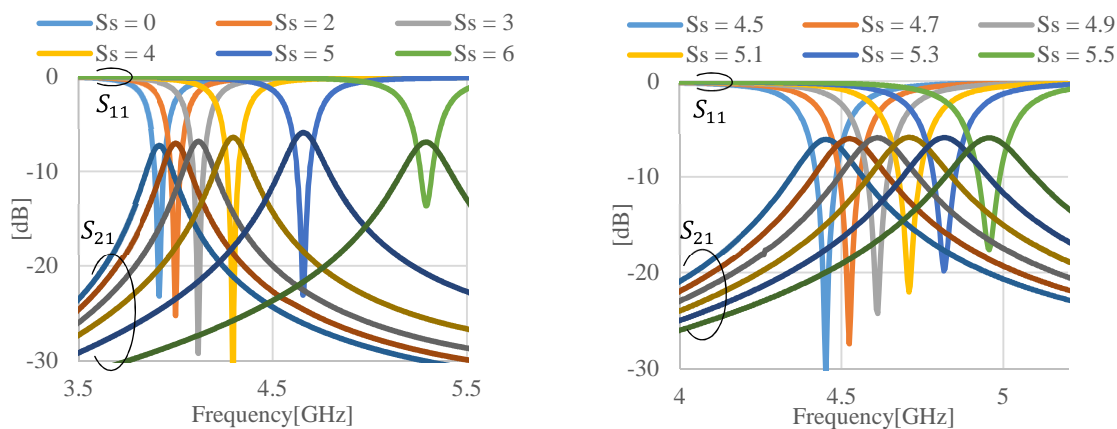 Ss = 0 Ss = 2 Ss = 3
Ss = 4 Ss = 5 Ss = 6
0
-10
-20
-30
[dB]
S11
S21
3.5 4.5 5.5
Frequency[GHz]
Ss = 4.5 Ss = 4.7 Ss = 4.9
Ss = 5.1 Ss = 5.3 Ss = 5.5
0
-10
-20
-30
[dB]
S11
S21
4 4.5 5
Frequency[GHz]